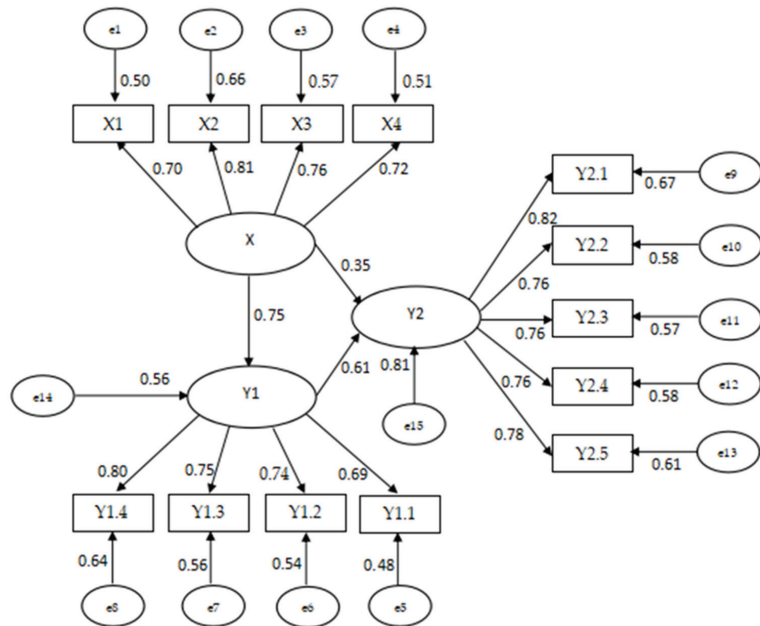 e1 e2 e3 e4
0.50 0.66 0.57 0.51
X1 X2 X3 X4
0.70 0.81 0.76 0.72
X
0.35
0.75
Y2
Y2.1 0.67 e9
0.82
Y2.2 0.58 e10
0.76
Y2.3 0.57 e11
0.76
Y2.4 0.58 e12
0.76
Y2.5 0.61 e13
0.78
0.61 0.81
e14 0.56 Y1
e15
0.80 0.75 0.74 0.69
Y1.4 Y1.3 Y1.2 Y1.1
0.64 0.56 0.54 0.48
e8 e7 e6 e5